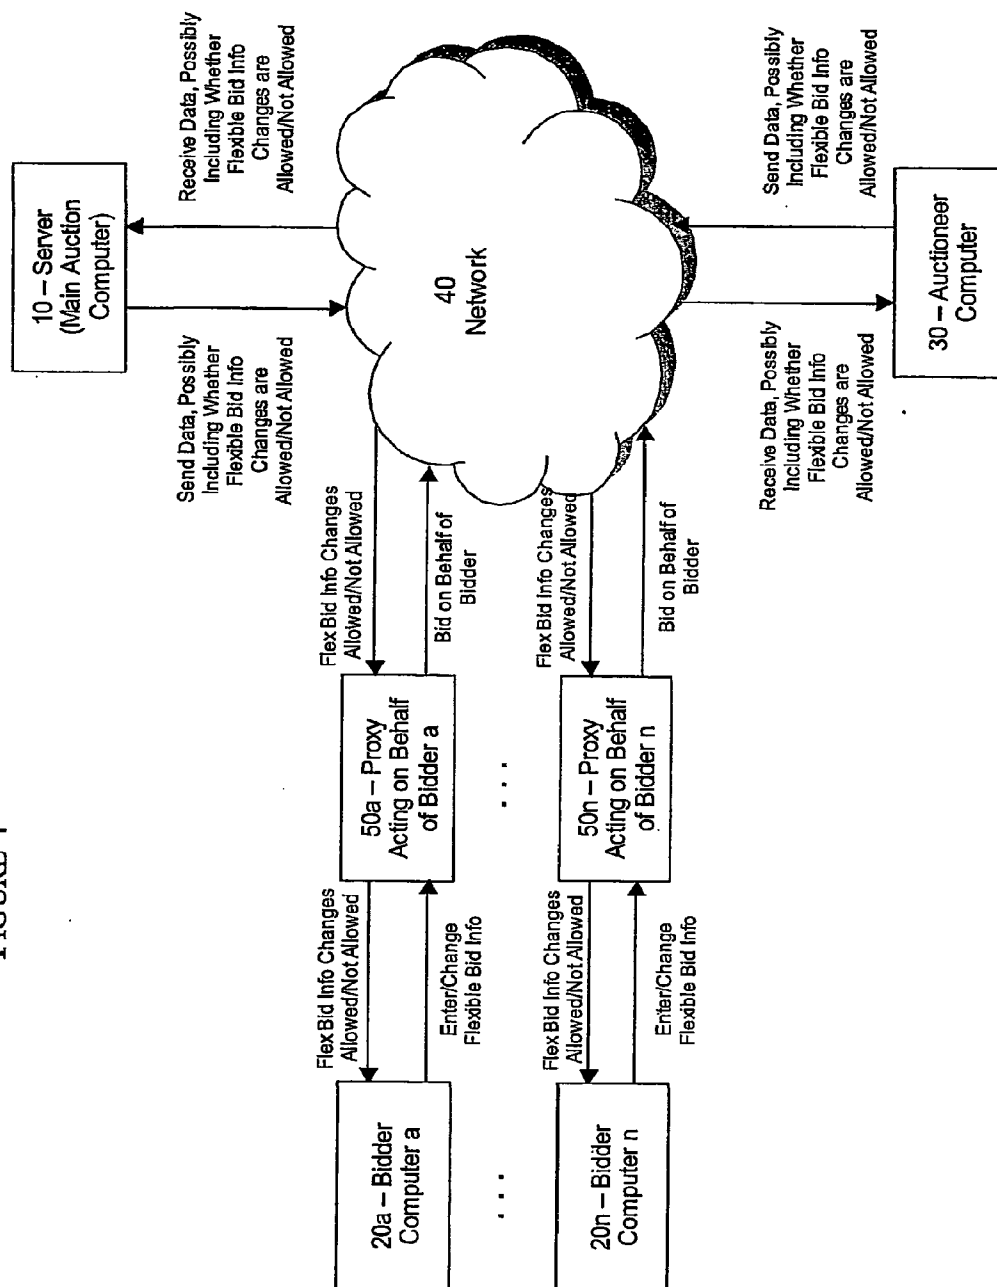 FIGURE
10 – Server
(Main Auction
Computer)
Send Data, Possibly
Including Whether
Flexible Bid Info
Changes are
Allowed/Not Allowed
Receive Data, Possibly
Including Whether
Flexible Bid Info
Changes are
Allowed/Not Allowed
20a – Bidder
Computer a
Flex Bid Info Changes
Allowed/Not Allowed
Enter/Change
Flexible Bid Info
50a – Proxy
Acting on Behalf
of Bidder a
Flex Bid Info Changes
Allowed/Not Allowed
Bid on Behalf of
Bidder
40
Network
. . .
. . .
20n – Bidder
Computer n
Flex Bid Info Changes
Allowed/Not Allowed
Enter/Change
Flexible Bid Info
50n – Proxy
Acting on Behalf
of Bidder n
Flex Bid Info Changes
Allowed/Not Allowed
Bid on Behalf of
Bidder
Receive Data, Possibly
Including Whether
Flexible Bid Info
Changes are
Allowed/Not Allowed
Send Data, Possibly
Including Whether
Flexible Bid Info
Changes are
Allowed/Not Allowed
30 – Auctioneer
Computer